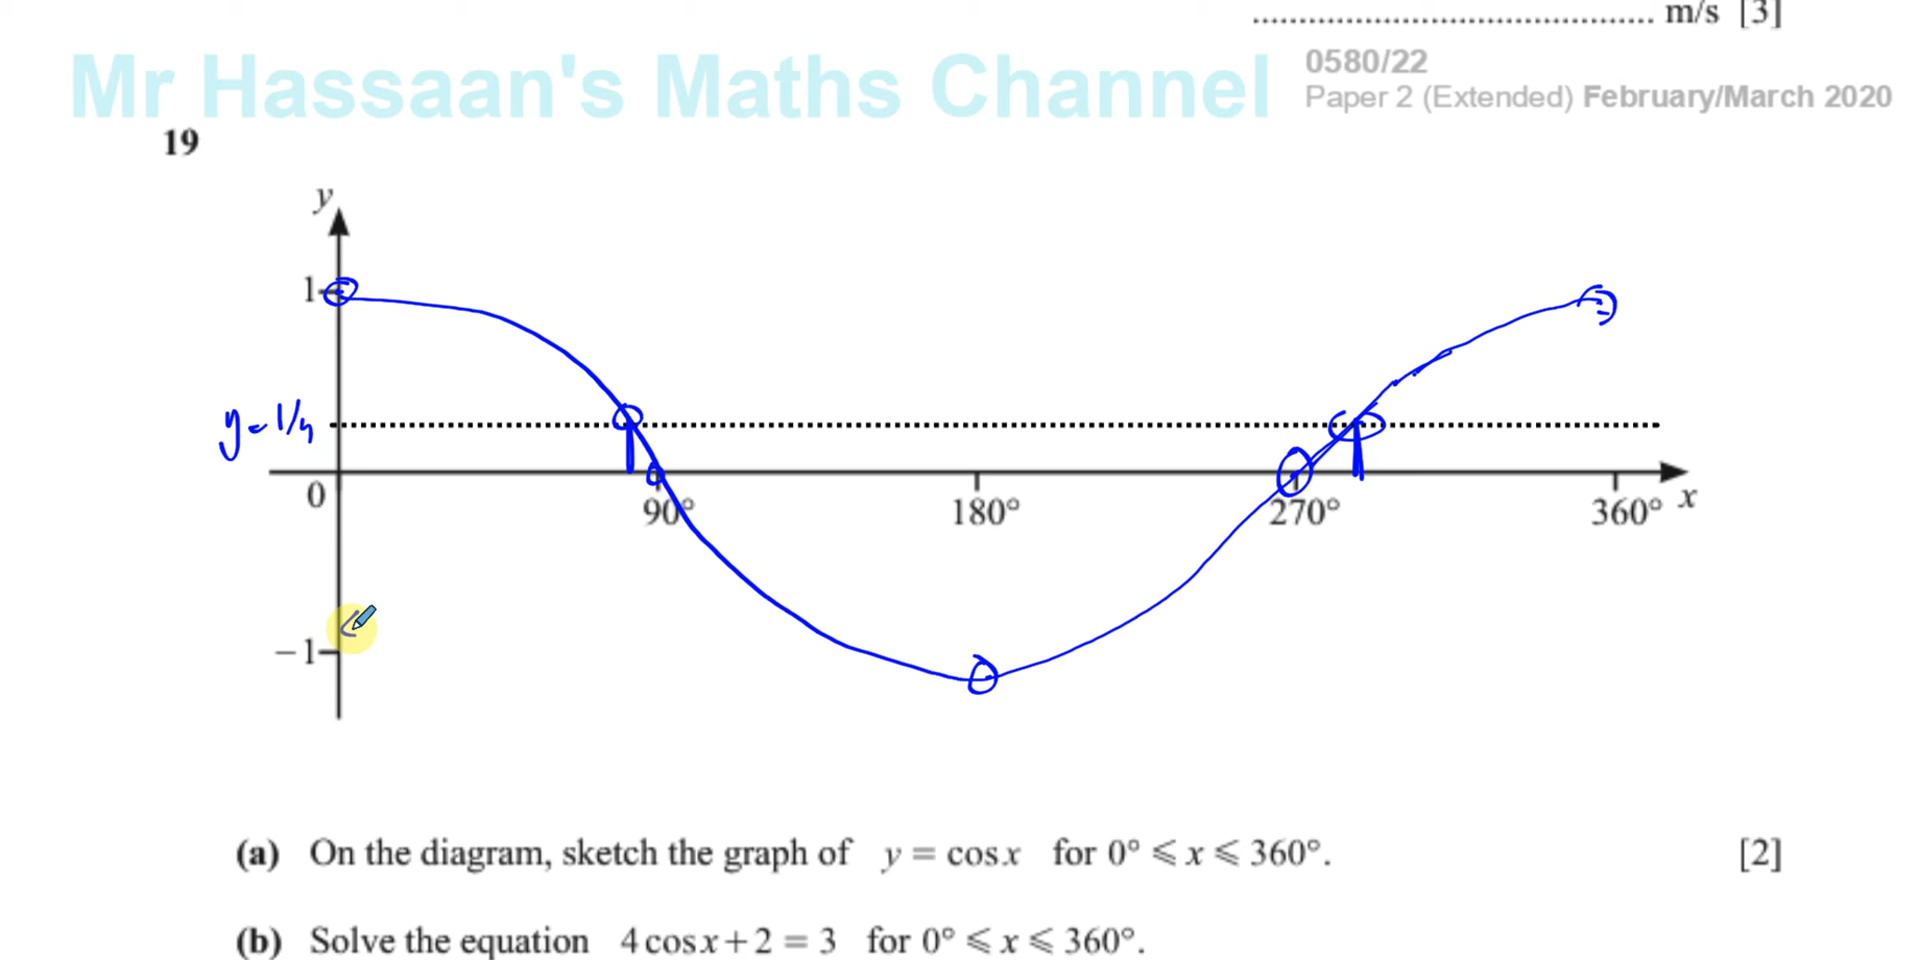 m/s [3]
Mr Hassaan's Maths Channel
0580/22
Paper 2 (Extended) February/March 2020
19
y
1
y = 1/4
0
90°
180°
270°
360°
x
−1
(a) On the diagram, sketch the graph of y = cos x for 0° ⩽ x ⩽ 360°. [2]
(b) Solve the equation 4 cos x + 2 = 3 for 0° ⩽ x ⩽ 360°.